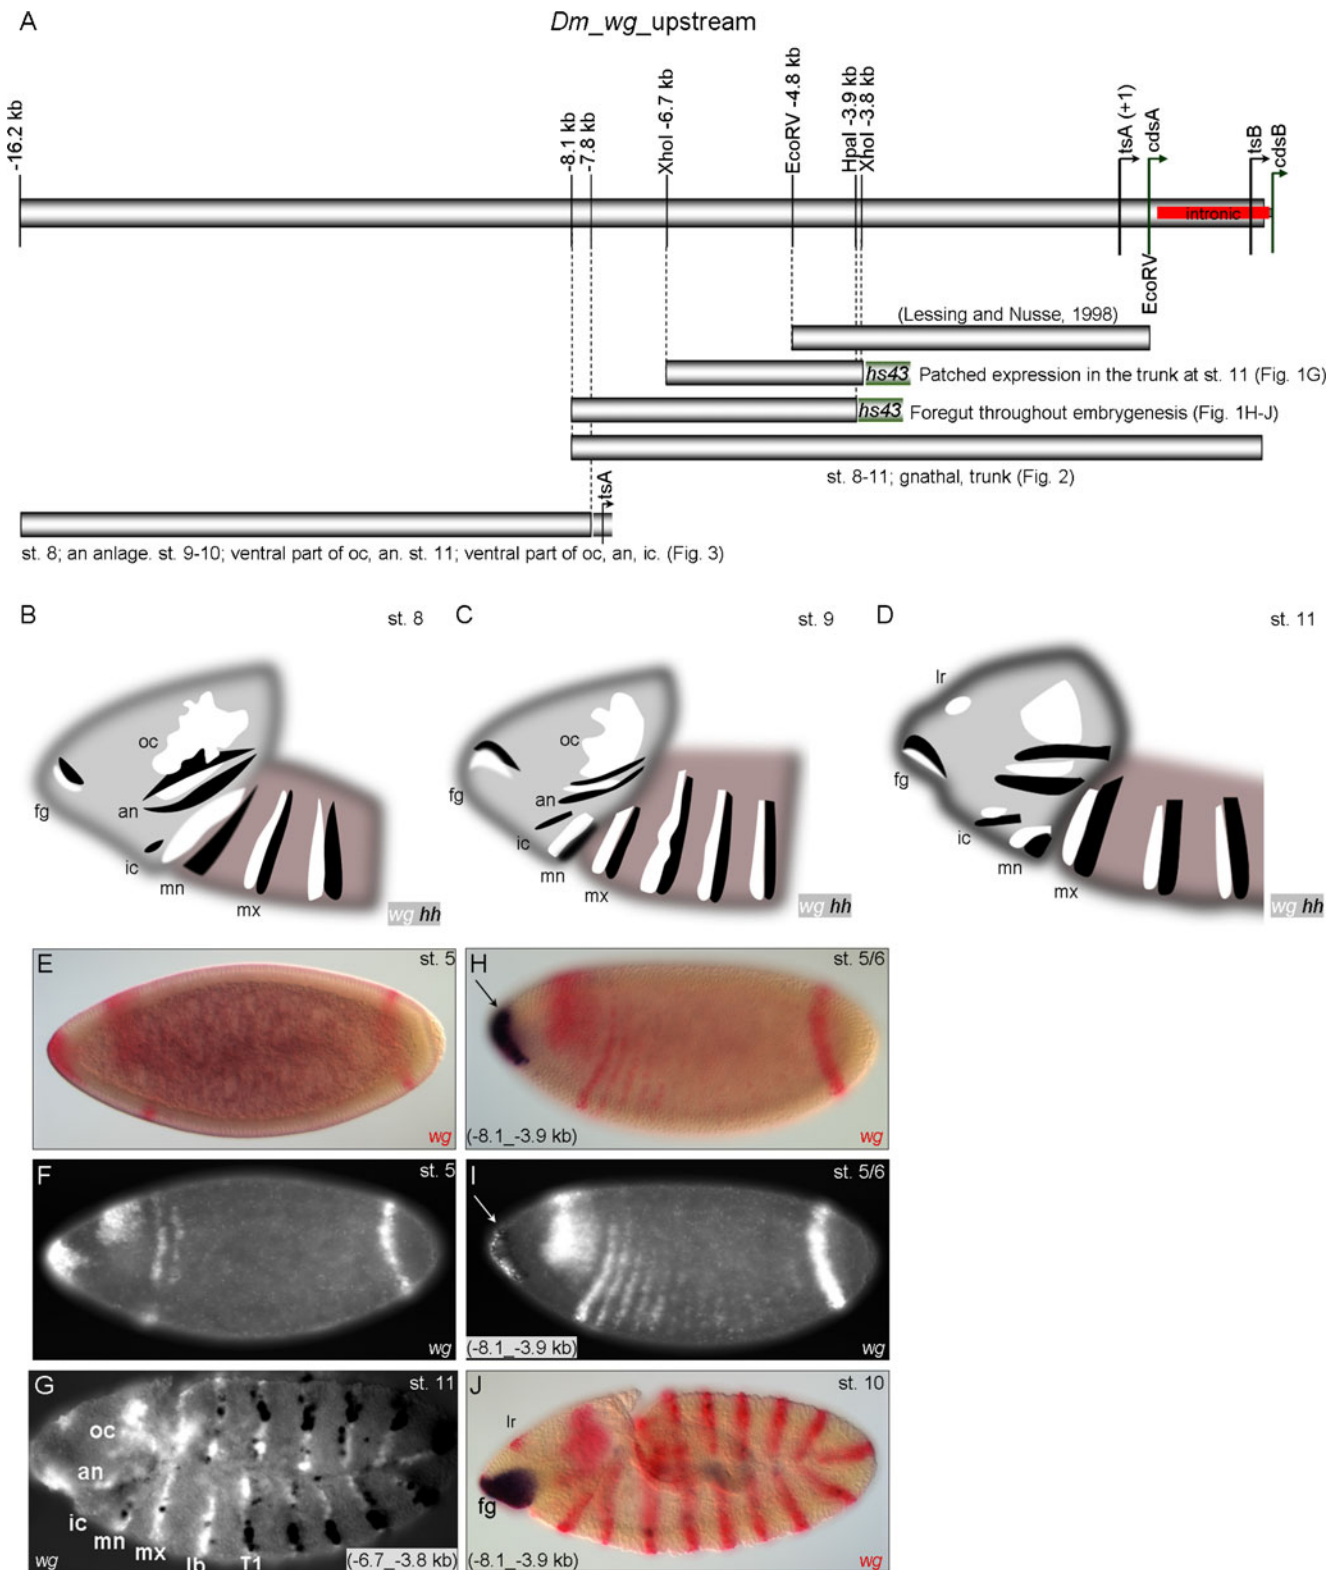 A
Dm_wg_upstream
-16.2 kb
-8.1 kb
-7.8 kb
XhoI -6.7 kb
EcoRV -4.8 kb
HpaI -3.9 kb
XhoI -3.8 kb
tsA (+1)
cdsA
tsB
cdsB
intronic
EcoRV
(Lessing and Nusse, 1998)
hs43 Patched expression in the trunk at st. 11 (Fig. 1G)
hs43 Foregut throughout embrygenesis (Fig. 1H-J)
st. 8-11; gnathal, trunk (Fig. 2)
tsA
st. 8; an anlage. st. 9-10; ventral part of oc, an. st. 11; ventral part of oc, an, ic. (Fig. 3)
B
st. 8
oc
fg
an
ic
mn
mx
wg hh
C
st. 9
oc
fg
an
ic
mn
mx
wg hh
D
st. 11
lr
fg
ic
mn
mx
wg hh
E
st. 5
wg
H
st. 5/6
(-8.1_-3.9 kb)
wg
F
st. 5
wg
I
st. 5/6
(-8.1_-3.9 kb)
wg
G
st. 11
oc
an
ic
mn
mx
lb
T1
wg
(-6.7_-3.8 kb)
J
st. 10
lr
fg
(-8.1_-3.9 kb)
wg